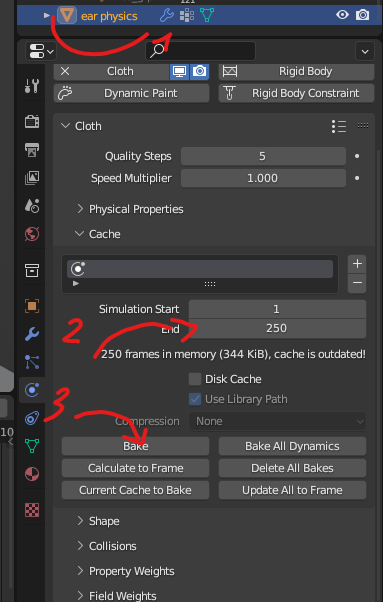 ear physics
Cloth
Rigid Body
Dynamic Paint
Rigid Body Constraint
Cloth
Quality Steps 5
Speed Multiplier 1.000
Physical Properties
Cache
Simulation Start 1
2 End 250
250 frames in memory (344 KiB), cache is outdated!
Disk Cache
Use Library Path
3 Compression None
10 Bake Bake All Dynamics
Calculate to Frame Delete All Bakes
Current Cache to Bake Update All to Frame
Shape
Collisions
Property Weights
Field Weights